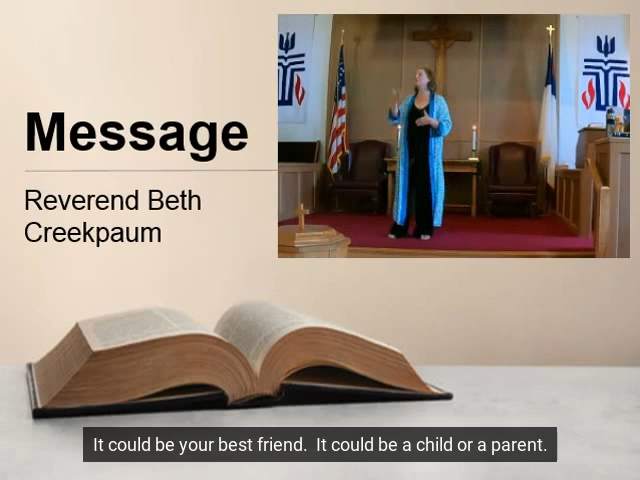 Message
Reverend Beth
Creekpaum
It could be your best friend.  It could be a child or a parent.